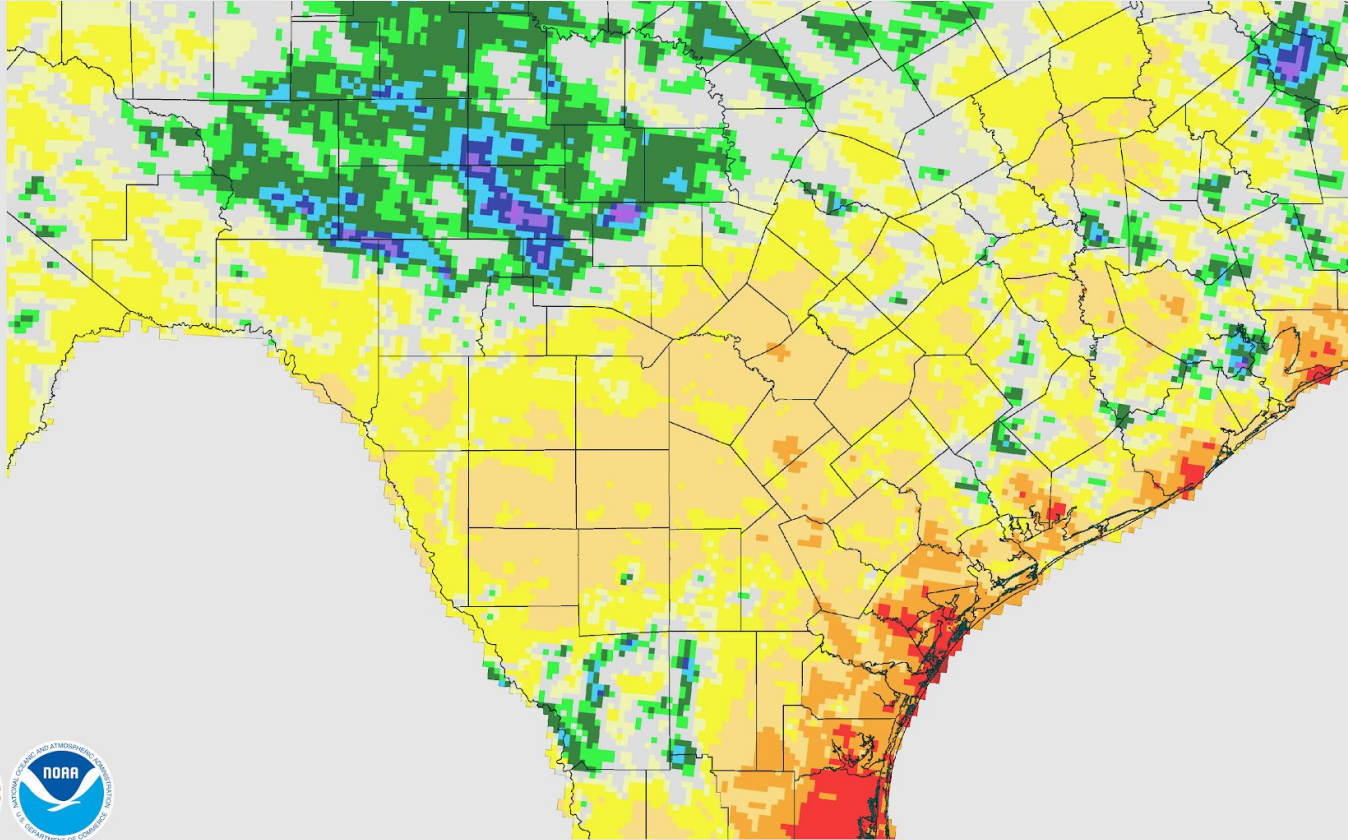 NATIONAL OCEANIC AND ATMOSPHERIC ADMINISTRATION
NOAA
U.S. DEPARTMENT OF COMMERCE